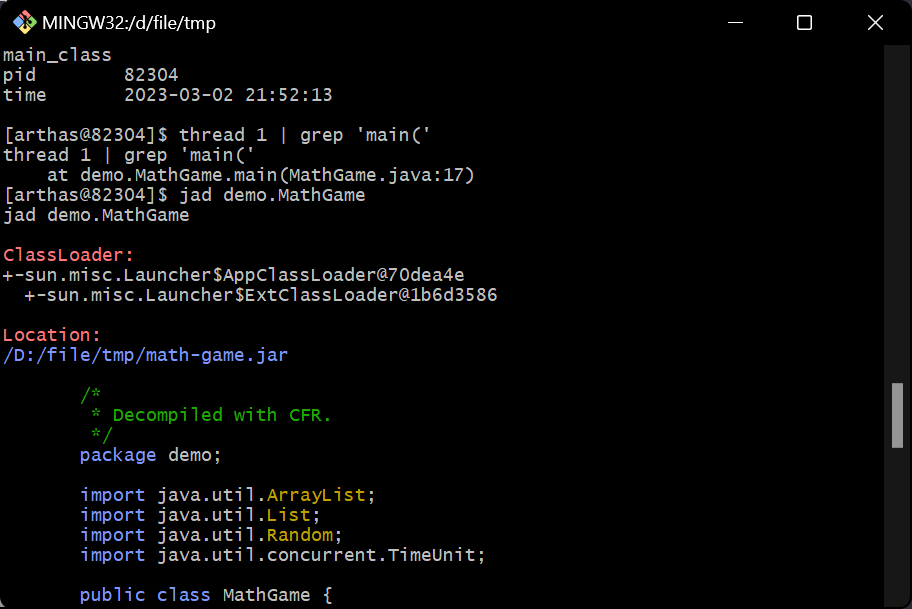 MINGW32:/d/file/tmp
main_class
pid        82304
time       2023-03-02 21:52:13
[arthas@82304]$ thread 1 | grep 'main('
thread 1 | grep 'main('
    at demo.MathGame.main(MathGame.java:17)
[arthas@82304]$ jad demo.MathGame
jad demo.MathGame
ClassLoader:
+-sun.misc.Launcher$AppClassLoader@70dea4e
  +-sun.misc.Launcher$ExtClassLoader@1b6d3586
Location:
/D:/file/tmp/math-game.jar
       /*
        * Decompiled with CFR.
        */
       package demo;
       import java.util.ArrayList;
       import java.util.List;
       import java.util.Random;
       import java.util.concurrent.TimeUnit;
       public class MathGame {